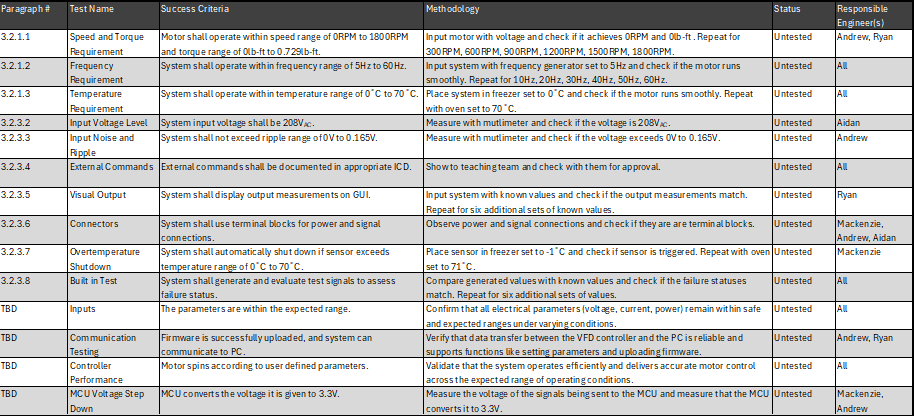 Paragraph # Test Name Success Criteria Methodology Status Responsible
Engineer(s)
3.2.1.1 Speed and Torque Motor shall operate within speed range of 0RPM to 1800RPM Input motor with voltage and check if it achieves 0RPM and 0lb-ft. Repeat for Untested Andrew, Ryan
Requirement and torque range of 0lb-ft to 0.729lb-ft. 300RPM, 600RPM, 900RPM, 1200RPM, 1500RPM, 1800RPM.
3.2.1.2 Frequency System shall operate within frequency range of 5Hz to 60Hz. Input system with frequency generator set to 5Hz and check if the motor runs Untested All
Requirement smoothly. Repeat for 10Hz, 20Hz, 30Hz, 40Hz, 50Hz, 60Hz.
3.2.1.3 Temperature System shall operate within temperature range of 0˚C to 70˚C. Place system in freezer set to 0˚C and check if the motor runs smoothly. Repeat Untested All
Requirement with oven set to 70˚C.
3.2.3.2 Input Voltage Level System input voltage shall be 208VAC. Measure with mutlimeter and check if the voltage is 208VAC. Untested Aidan
3.2.3.3 Input Noise and System shall not exceed ripple range of 0V to 0.165V. Measure with mutlimeter and check if the voltage exceeds 0V to 0.165V. Untested Andrew
Ripple
3.2.3.4 External Commands External commands shall be documented in appropriate ICD. Show to teaching team and check with them for approval. Untested All
3.2.3.5 Visual Output System shall display output measurements on GUI. Input system with known values and check if the output measurements match. Untested Ryan
Repeat for six additional sets of known values.
3.2.3.6 Connectors System shall use terminal blocks for power and signal Observe power and signal connections and check if they are are terminal blocks. Untested Mackenzie,
connections. Andrew, Aidan
3.2.3.7 Overtemperature System shall automatically shut down if sensor exceeds Place sensor in freezer set to -1˚C and check if sensor is triggered. Repeat with oven Untested Mackenzie
Shutdown temperature range of 0˚C to 70˚C. set to 71˚C.
3.2.3.8 Built in Test System shall generate and evaluate test signals to assess Compare generated values with known values and check if the failure statuses Untested All
failure status. match. Repeat for six additional sets of values.
TBD Inputs The parameters are within the expected range. Confirm that all electrical parameters (voltage, current, power) remain within safe Untested All
and expected ranges under varying conditions.
TBD Communication Firmware is successfully uploaded, and system can Verify that data transfer between the VFD controller and the PC is reliable and Untested Andrew, Ryan
Testing communicate to PC. supports functions like setting parameters and uploading firmware.
TBD Controller Motor spins according to user defined parameters. Validate that the system operates efficiently and delivers accurate motor control Untested All
Performance across the expected range of operating conditions.
TBD MCU Voltage Step MCU converts the voltage it is given to 3.3V. Measure the voltage of the signals being sent to the MCU and measure that the MCU Untested Mackenzie,
Down converts it to 3.3V. Andrew